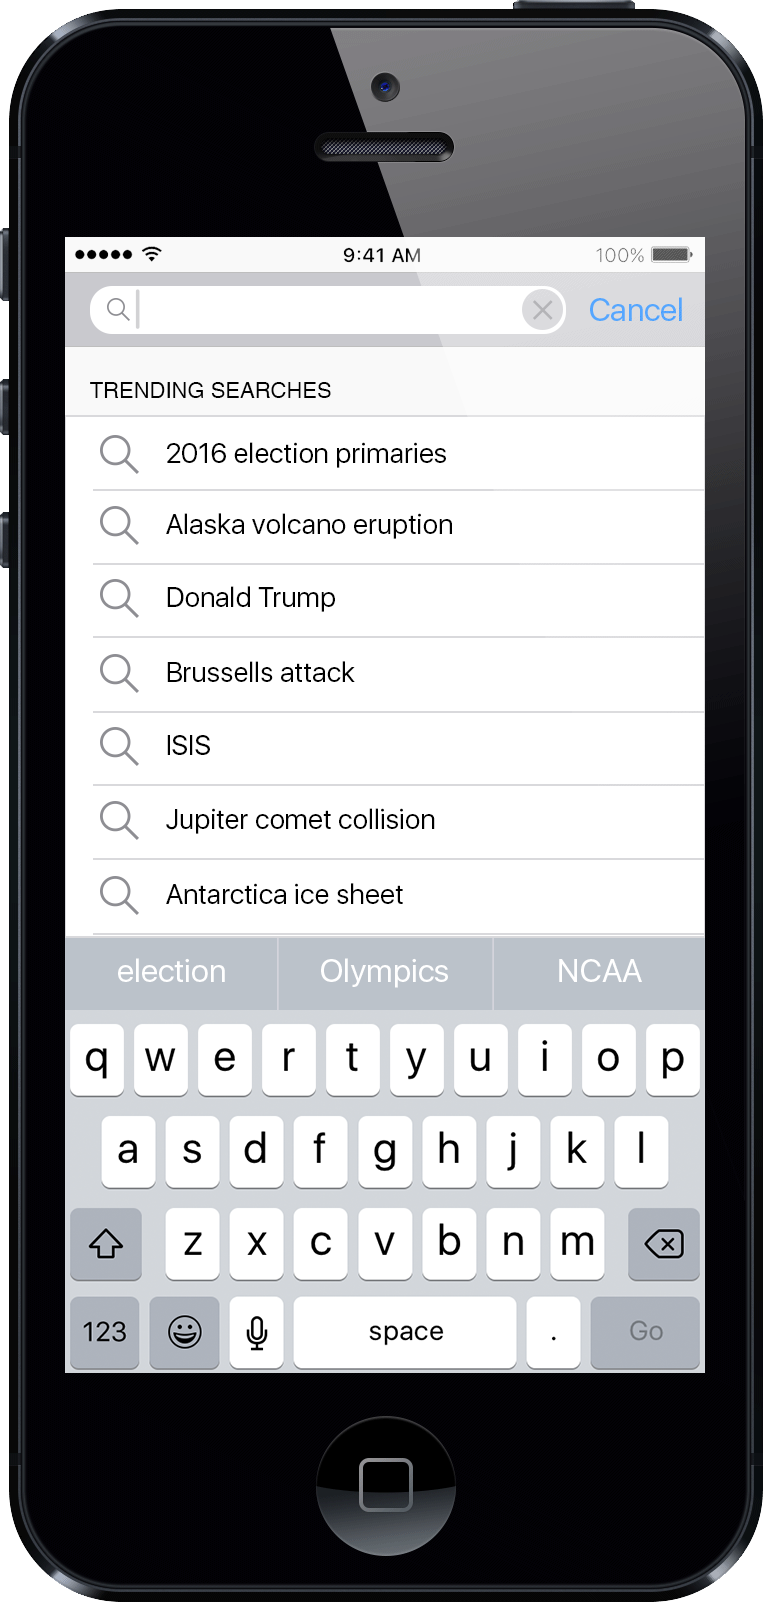 9:41 AM 100%
Cancel
TRENDING SEARCHES
2016 election primaries
Alaska volcano eruption
Donald Trump
Brussells attack
ISIS
Jupiter comet collision
Antarctica ice sheet
election Olympics NCAA
q w e r t y u i o p
a s d f g h j k l
z x c v b n m
123 space . Go